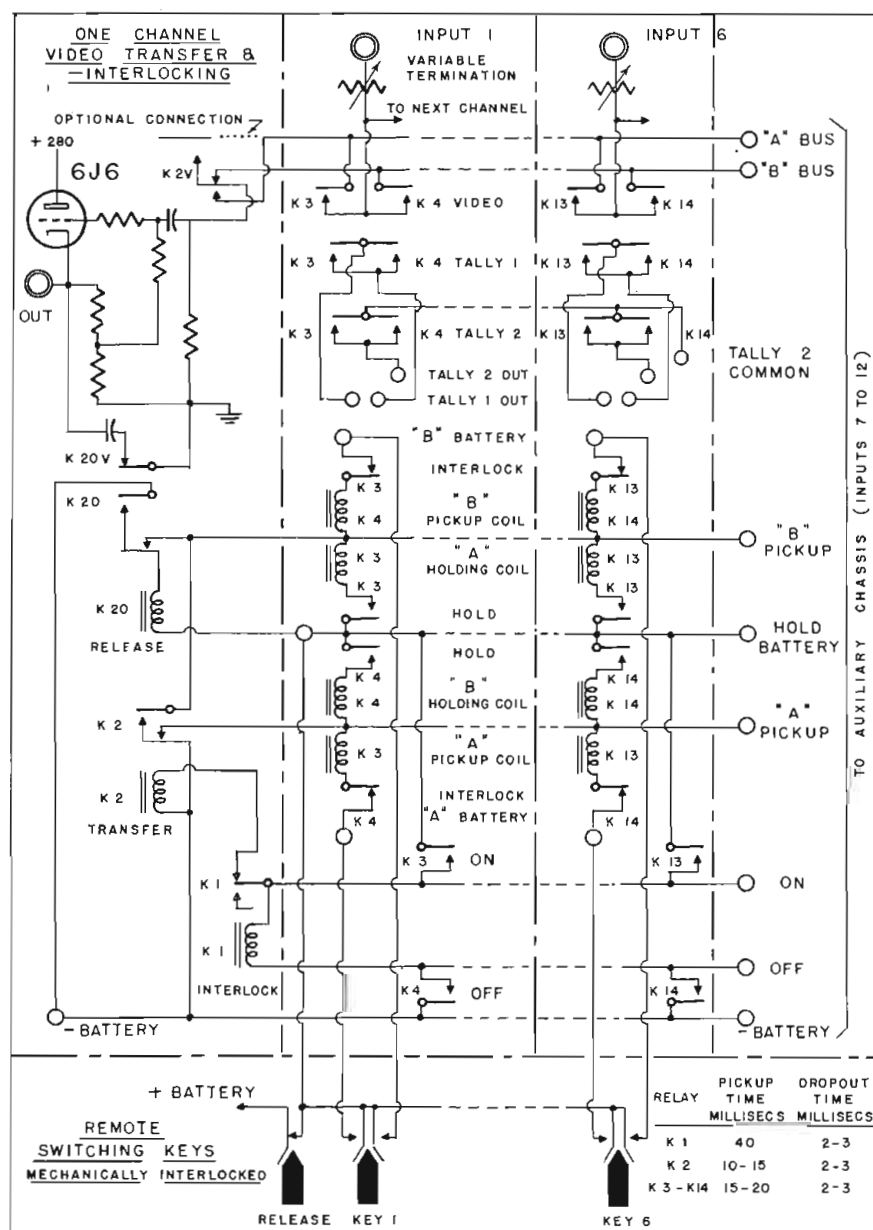 ONE CHANNEL
VIDEO TRANSFER &
-INTERLOCKING
INPUT 1
INPUT 6
VARIABLE
TERMINATION
TO NEXT CHANNEL
OPTIONAL CONNECTION
+ 280
6J6
K 2V
"A" BUS
"B" BUS
K 3
K 4 VIDEO
K 13
K 14
K 3
K 4 TALLY 1
K 13
K 14
OUT
K 3
K 4 TALLY 2
K 13
K 14
TALLY 2
COMMON
TALLY 2 OUT
TALLY 1 OUT
"B" BATTERY
K 20V
INTERLOCK
K 3
K 13
K 20
K 4
"B"
PICKUP COIL
K 14
"B"
PICKUP
K 3
"A"
HOLDING COIL
K 13
K 3
K 13
K 20
RELEASE
HOLD
HOLD
BATTERY
HOLD
K 4
K 14
K 4
"B"
HOLDING COIL
K 14
K 2
"A"
PICKUP
K 3
"A"
PICKUP COIL
K 13
K 2
TRANSFER
INTERLOCK
K 4
"A" BATTERY
K 14
K 3
ON
K 13
K 1
ON
K 1
INTERLOCK
OFF
K4
OFF
K 14
-BATTERY
-BATTERY
TO AUXILIARY CHASSIS (INPUTS 7 TO 12)
+ BATTERY
REMOTE
SWITCHING KEYS
MECHANICALLY INTERLOCKED
RELEASE
KEY 1
KEY 6
RELAY
PICKUP
TIME
MILLISECS
DROPOUT
TIME
MILLISECS
K 1 40 2-3
K 2 10-15 2-3
K 3-K14 15-20 2-3